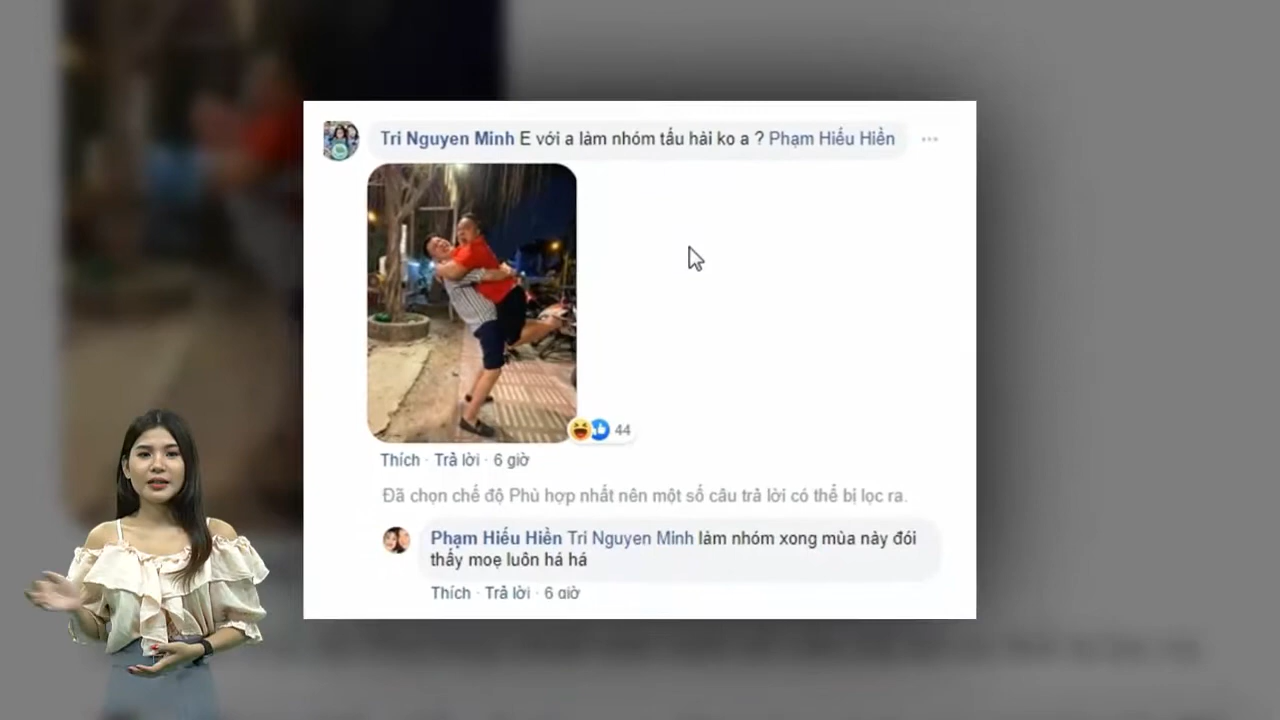 Tri Nguyen Minh E với a làm nhóm tấu hài ko a ? Phạm Hiếu Hiền
44
Thích · Trả lời · 6 giờ
Đã chọn chế độ Phù hợp nhất nên một số câu trả lời có thể bị lọc ra.
Phạm Hiếu Hiền Tri Nguyen Minh làm nhóm xong mùa này đói
thấy moẹ luôn há há
Thích · Trả lời · 6 giờ